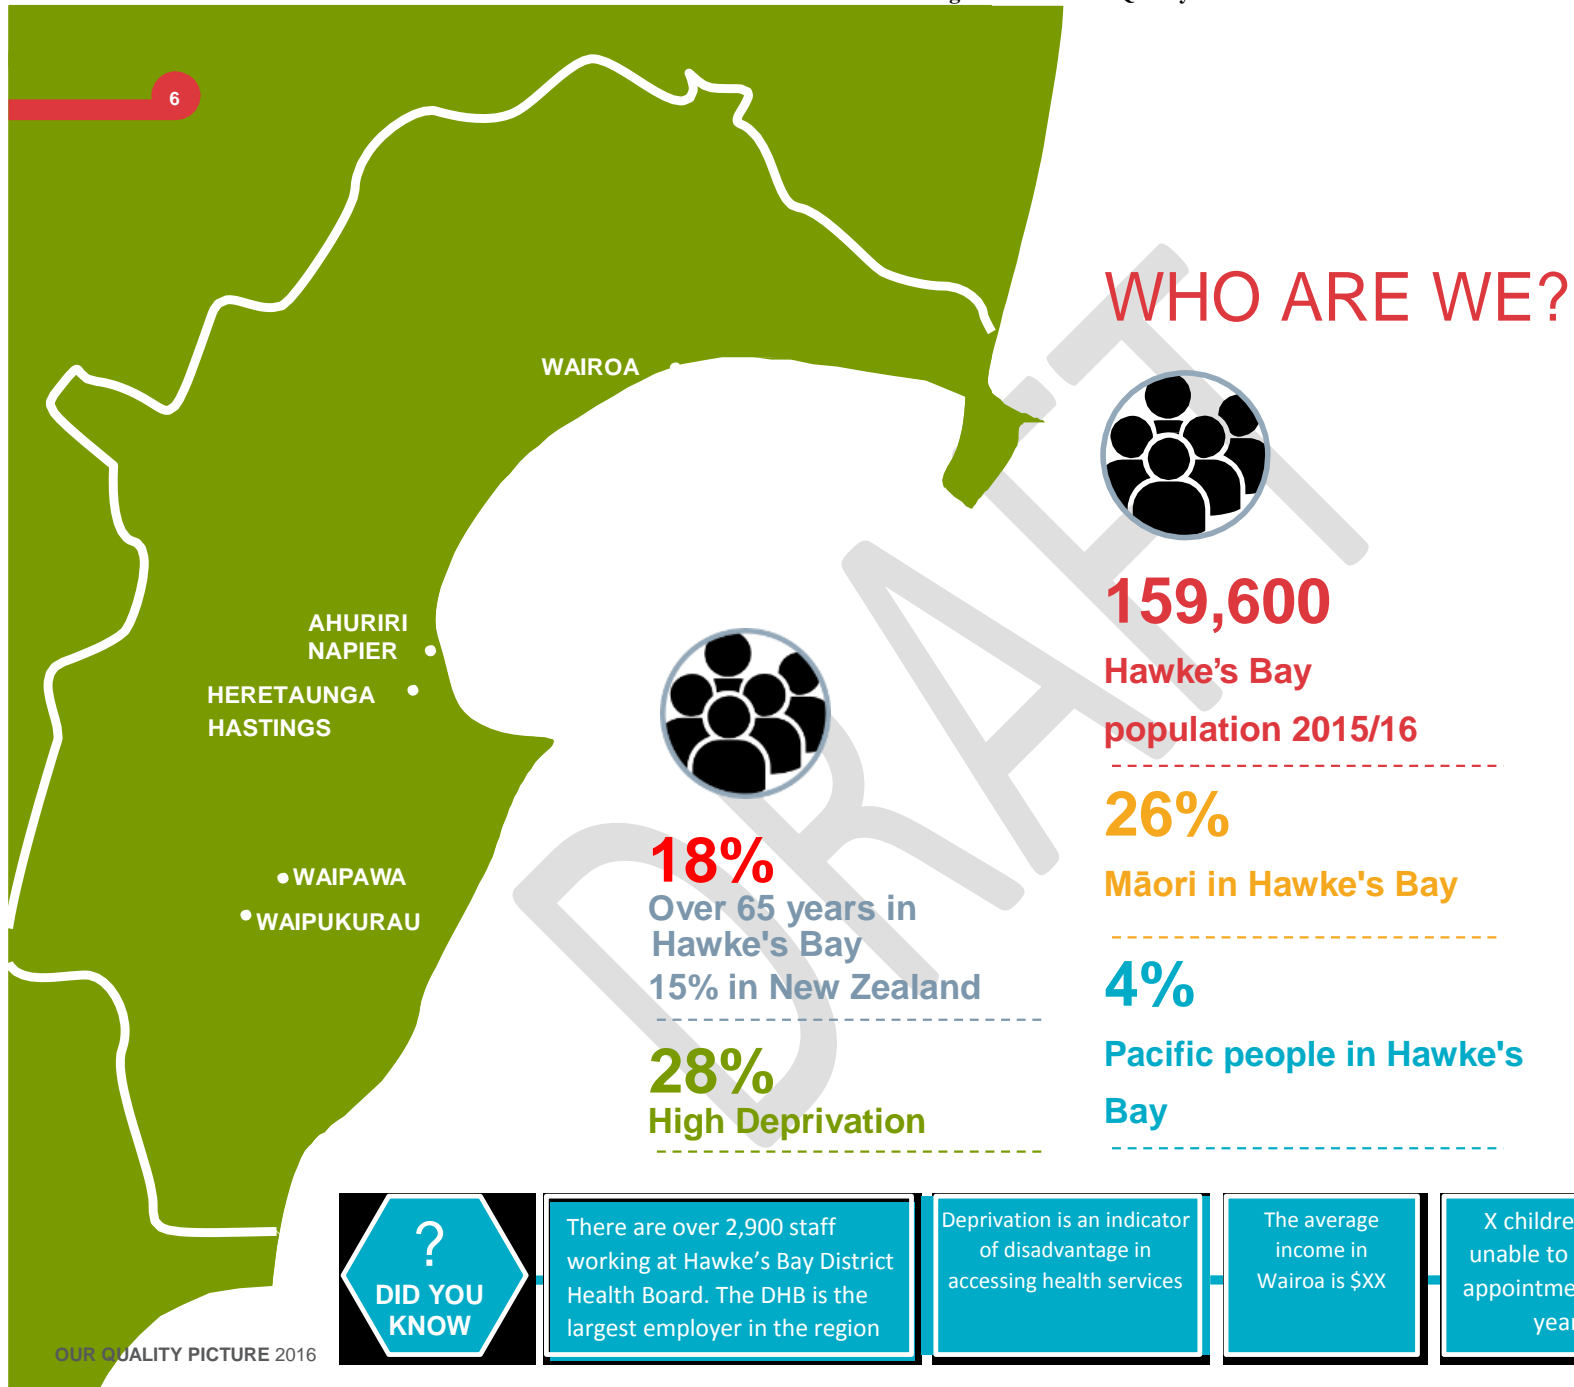 6
WHO ARE WE?
WAIROA
AHURIRI
NAPIER
HERETAUNGA
HASTINGS
WAIPAWA
WAIPUKURAU
159,600
Hawke’s Bay
population 2015/16
26%
Māori in Hawke's Bay
4%
Pacific people in Hawke's
Bay
18%
Over 65 years in
Hawke's Bay
15% in New Zealand
28%
High Deprivation
DRAFT
?
DID YOU
KNOW
There are over 2,900 staff
working at Hawke’s Bay District
Health Board. The DHB is the
largest employer in the region
Deprivation is an indicator
of disadvantage in
accessing health services
The average
income in
Wairoa is $XX
X
unable to
OUR QUALITY PICTURE 2016